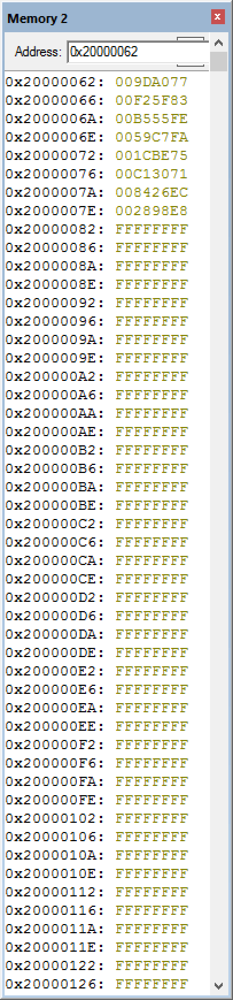 Memory 2
Address: 0x20000062
0x20000062: 009DA077
0x20000066: 00F25F83
0x2000006A: 00B555FE
0x2000006E: 0059C7FA
0x20000072: 001CBE75
0x20000076: 00C13071
0x2000007A: 008426EC
0x2000007E: 002898E8
0x20000082: FFFFFFFF
0x20000086: FFFFFFFF
0x2000008A: FFFFFFFF
0x2000008E: FFFFFFFF
0x20000092: FFFFFFFF
0x20000096: FFFFFFFF
0x2000009A: FFFFFFFF
0x2000009E: FFFFFFFF
0x200000A2: FFFFFFFF
0x200000A6: FFFFFFFF
0x200000AA: FFFFFFFF
0x200000AE: FFFFFFFF
0x200000B2: FFFFFFFF
0x200000B6: FFFFFFFF
0x200000BA: FFFFFFFF
0x200000BE: FFFFFFFF
0x200000C2: FFFFFFFF
0x200000C6: FFFFFFFF
0x200000CA: FFFFFFFF
0x200000CE: FFFFFFFF
0x200000D2: FFFFFFFF
0x200000D6: FFFFFFFF
0x200000DA: FFFFFFFF
0x200000DE: FFFFFFFF
0x200000E2: FFFFFFFF
0x200000E6: FFFFFFFF
0x200000EA: FFFFFFFF
0x200000EE: FFFFFFFF
0x200000F2: FFFFFFFF
0x200000F6: FFFFFFFF
0x200000FA: FFFFFFFF
0x200000FE: FFFFFFFF
0x20000102: FFFFFFFF
0x20000106: FFFFFFFF
0x2000010A: FFFFFFFF
0x2000010E: FFFFFFFF
0x20000112: FFFFFFFF
0x20000116: FFFFFFFF
0x2000011A: FFFFFFFF
0x2000011E: FFFFFFFF
0x20000122: FFFFFFFF
0x20000126: FFFFFFFF